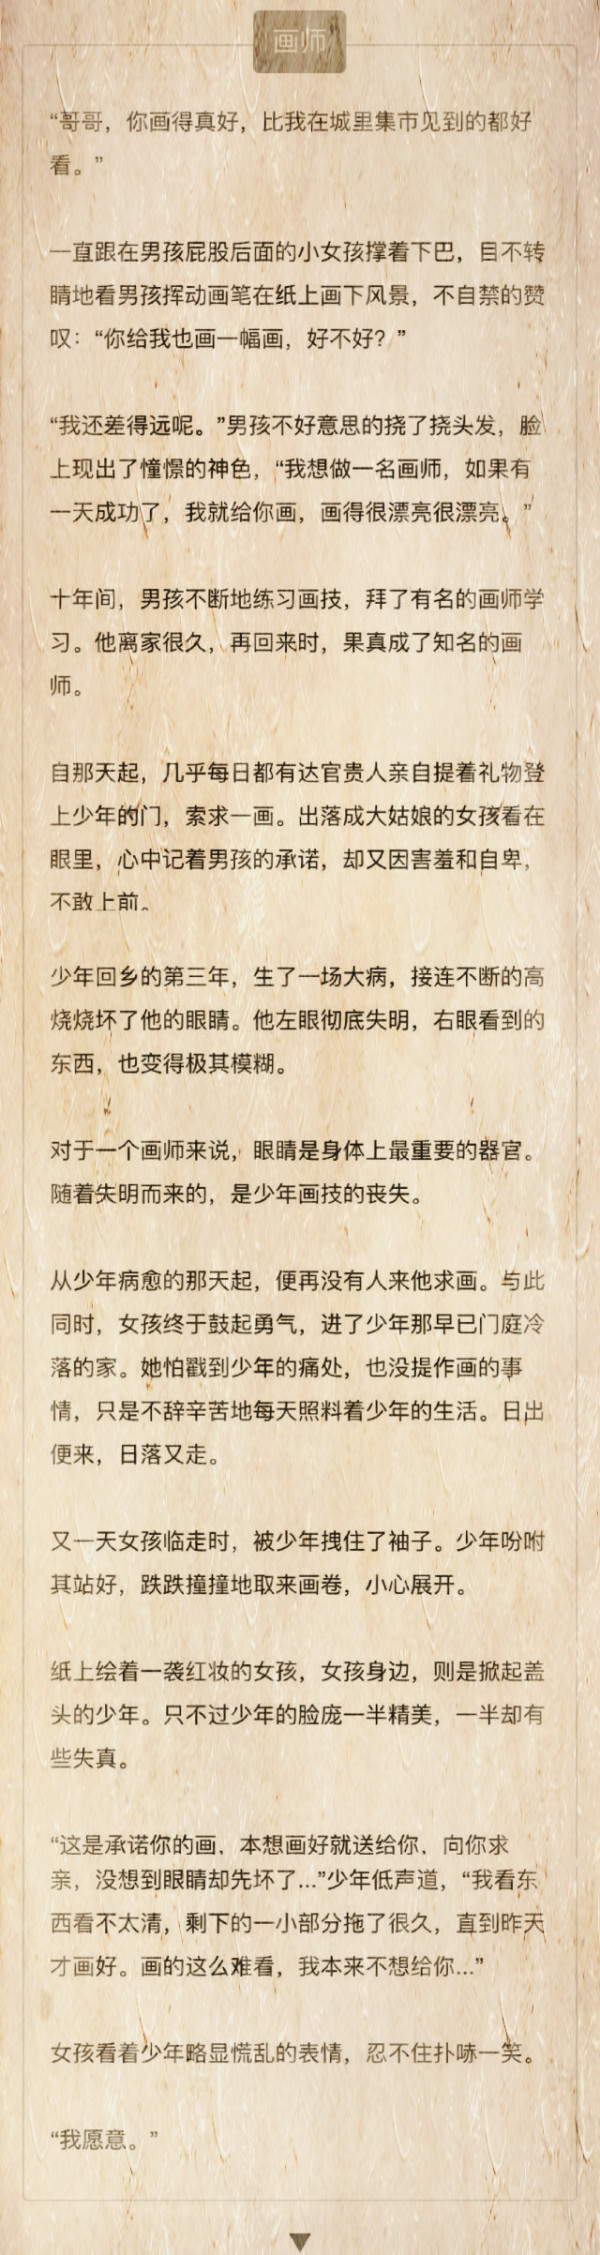 画师
“哥哥，你画得真好，比我在城里集市见到的都好
看。”
一直跟在男孩屁股后面的小女孩撑着下巴，目不转
睛地看男孩挥动画笔在纸上画下风景，不自禁的赞
叹：“你给我也画一幅画，好不好？”
“我还差得远呢。”男孩不好意思的挠了挠头发，脸
上现出了憧憬的神色，“我想做一名画师，如果有
一天成功了，我就给你画，画得很漂亮很漂亮。”
十年间，男孩不断地练习画技，拜了有名的画师学
习。他离家很久，再回来时，果真成了知名的画
师。
自那天起，几乎每日都有达官贵人亲自提着礼物登
上少年的门，索求一画。出落成大姑娘的女孩看在
眼里，心中记着男孩的承诺，却又因害羞和自卑，
不敢上前。
少年回乡的第三年，生了一场大病，接连不断的高
烧烧坏了他的眼睛。他左眼彻底失明，右眼看到的
东西，也变得极其模糊。
对于一个画师来说，眼睛是身体上最重要的器官。
随着失明而来的，是少年画技的丧失。
从少年病愈的那天起，便再没有人来他求画。与此
同时，女孩终于鼓起勇气，进了少年那早已门庭冷
落的家。她怕戳到少年的痛处，也没提作画的事
情，只是不辞辛苦地每天照料着少年的生活。日出
便来，日落又走。
又一天女孩临走时，被少年拽住了袖子。少年吩咐
其站好，跌跌撞撞地取来画卷，小心展开。
纸上绘着一袭红妆的女孩，女孩身边，则是掀起盖
头的少年。只不过少年的脸庞一半精美，一半却有
些失真。
“这是承诺你的画，本想画好就送给你，向你求
亲，没想到眼睛却先坏了...”少年低声道，“我看东
西看不太清，剩下的一小部分拖了很久，直到昨天
才画好。画的这么难看，我本来不想给你...”
女孩看着少年略显慌乱的表情，忍不住扑哧一笑。
“我愿意。”